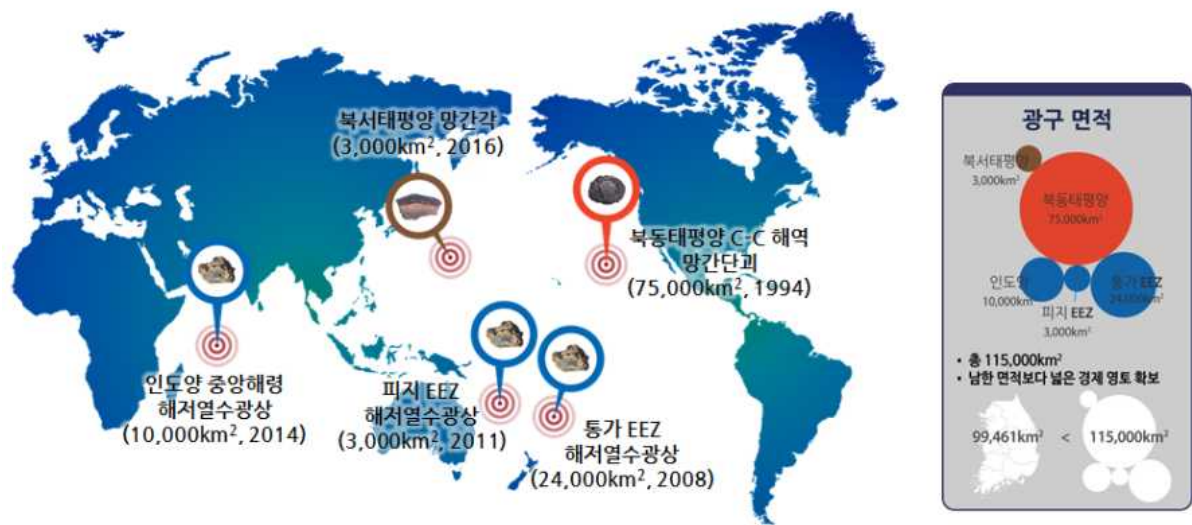 북서태평양 망간각
(3,000km², 2016)
북동태평양 C-C 해역
망간단괴
(75,000km², 1994)
인도양 중앙해령
해저열수광상
(10,000km², 2014)
피지 EEZ
해저열수광상
(3,000km², 2011)
통가 EEZ
해저열수광상
(24,000km², 2008)
광구 면적
북서태평양
3,000km²
북동태평양
75,000km²
인도양
10,000km
통가 EEZ
24,000km²
피지 EEZ
3,000km²
• 총 115,000km²
• 남한 면적보다 넓은 경제 영토 확보
99,461km² < 115,000km²